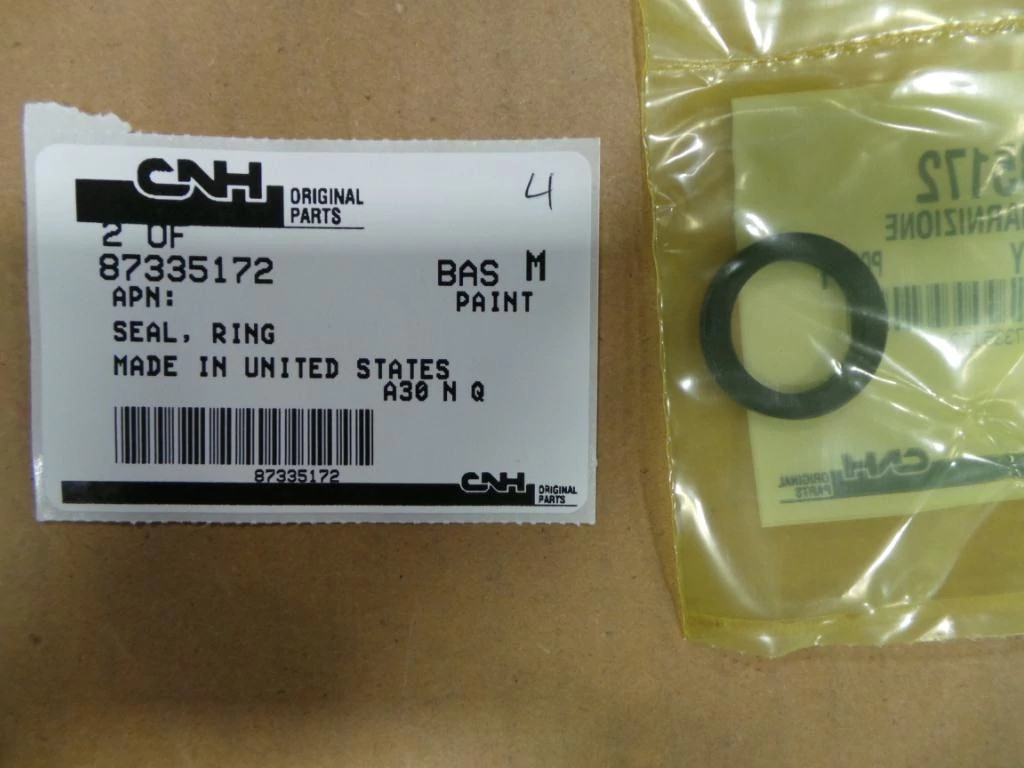 CNH ORIGINAL PARTS
4
2 OF
87335172 BAS M
APN: PAINT
SEAL, RING
MADE IN UNITED STATES
A30 N Q
87335172
CNH ORIGINAL PARTS
5172
ARNIZIONE
CNH ORIGINAL PARTS